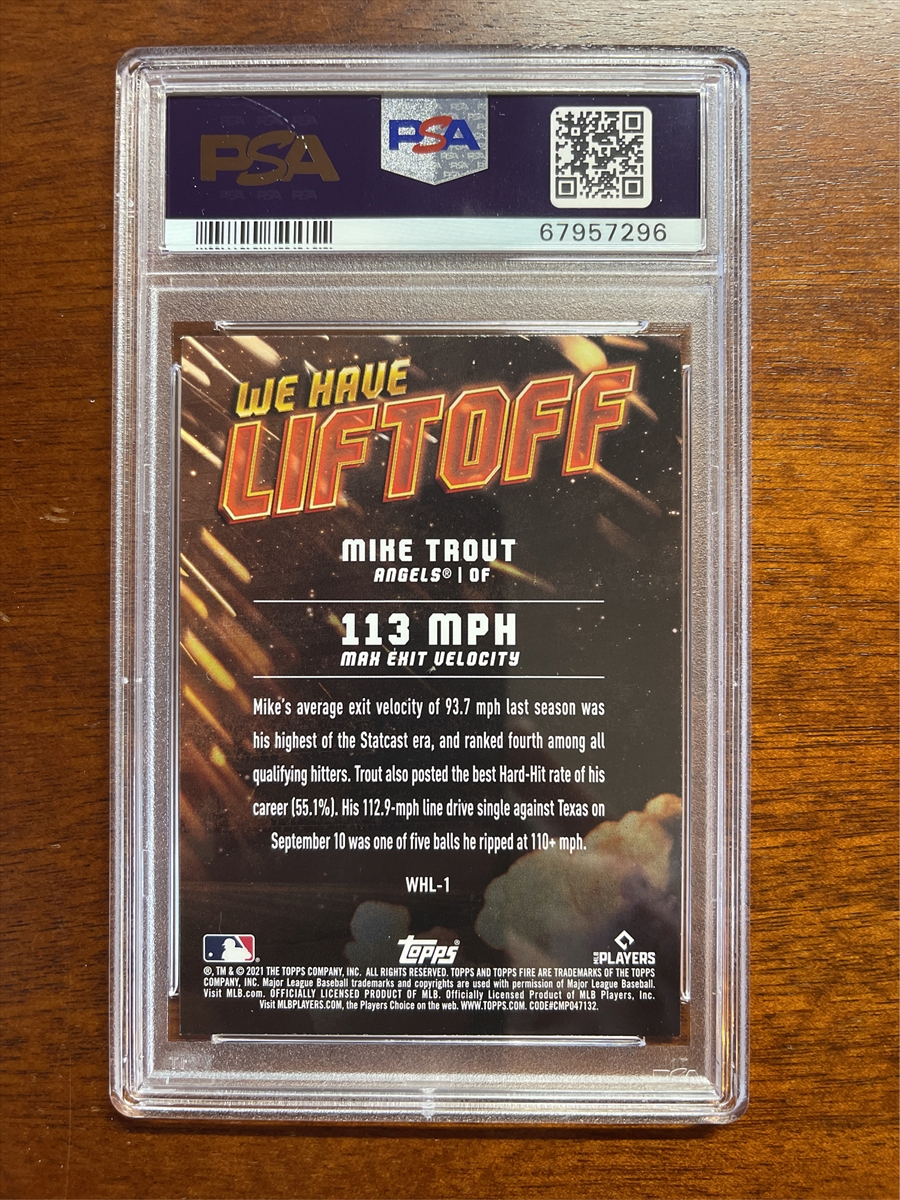 PSA
PSA
67957296
WE HAVE
LIFTOFF
MIKE TROUT
ANGELS® | OF
113 MPH
MAX EXIT VELOCITY
Mike's average exit velocity of 93.7 mph last season was
his highest of the Statcast era, and ranked fourth among all
qualifying hitters. Trout also posted the best Hard-Hit rate of his
career (55.1%). His 112.9-mph line drive single against Texas on
September 10 was one of five balls he ripped at 110+ mph.
WHL-1
topps®
MLB PLAYERS
®, TM & © 2021 THE TOPPS COMPANY, INC. ALL RIGHTS RESERVED. TOPPS AND TOPPS FIRE ARE TRADEMARKS OF THE TOPPS
COMPANY, INC. Major League Baseball trademarks and copyrights are used with permission of Major League Baseball.
Visit MLB.com. OFFICIALLY LICENSED PRODUCT OF MLB. Officially Licensed Product of MLB Players, Inc.
Visit MLBPLAYERS.COM, the Players Choice on the web. WWW.TOPPS.COM. CODE#CMP047132.
PSA